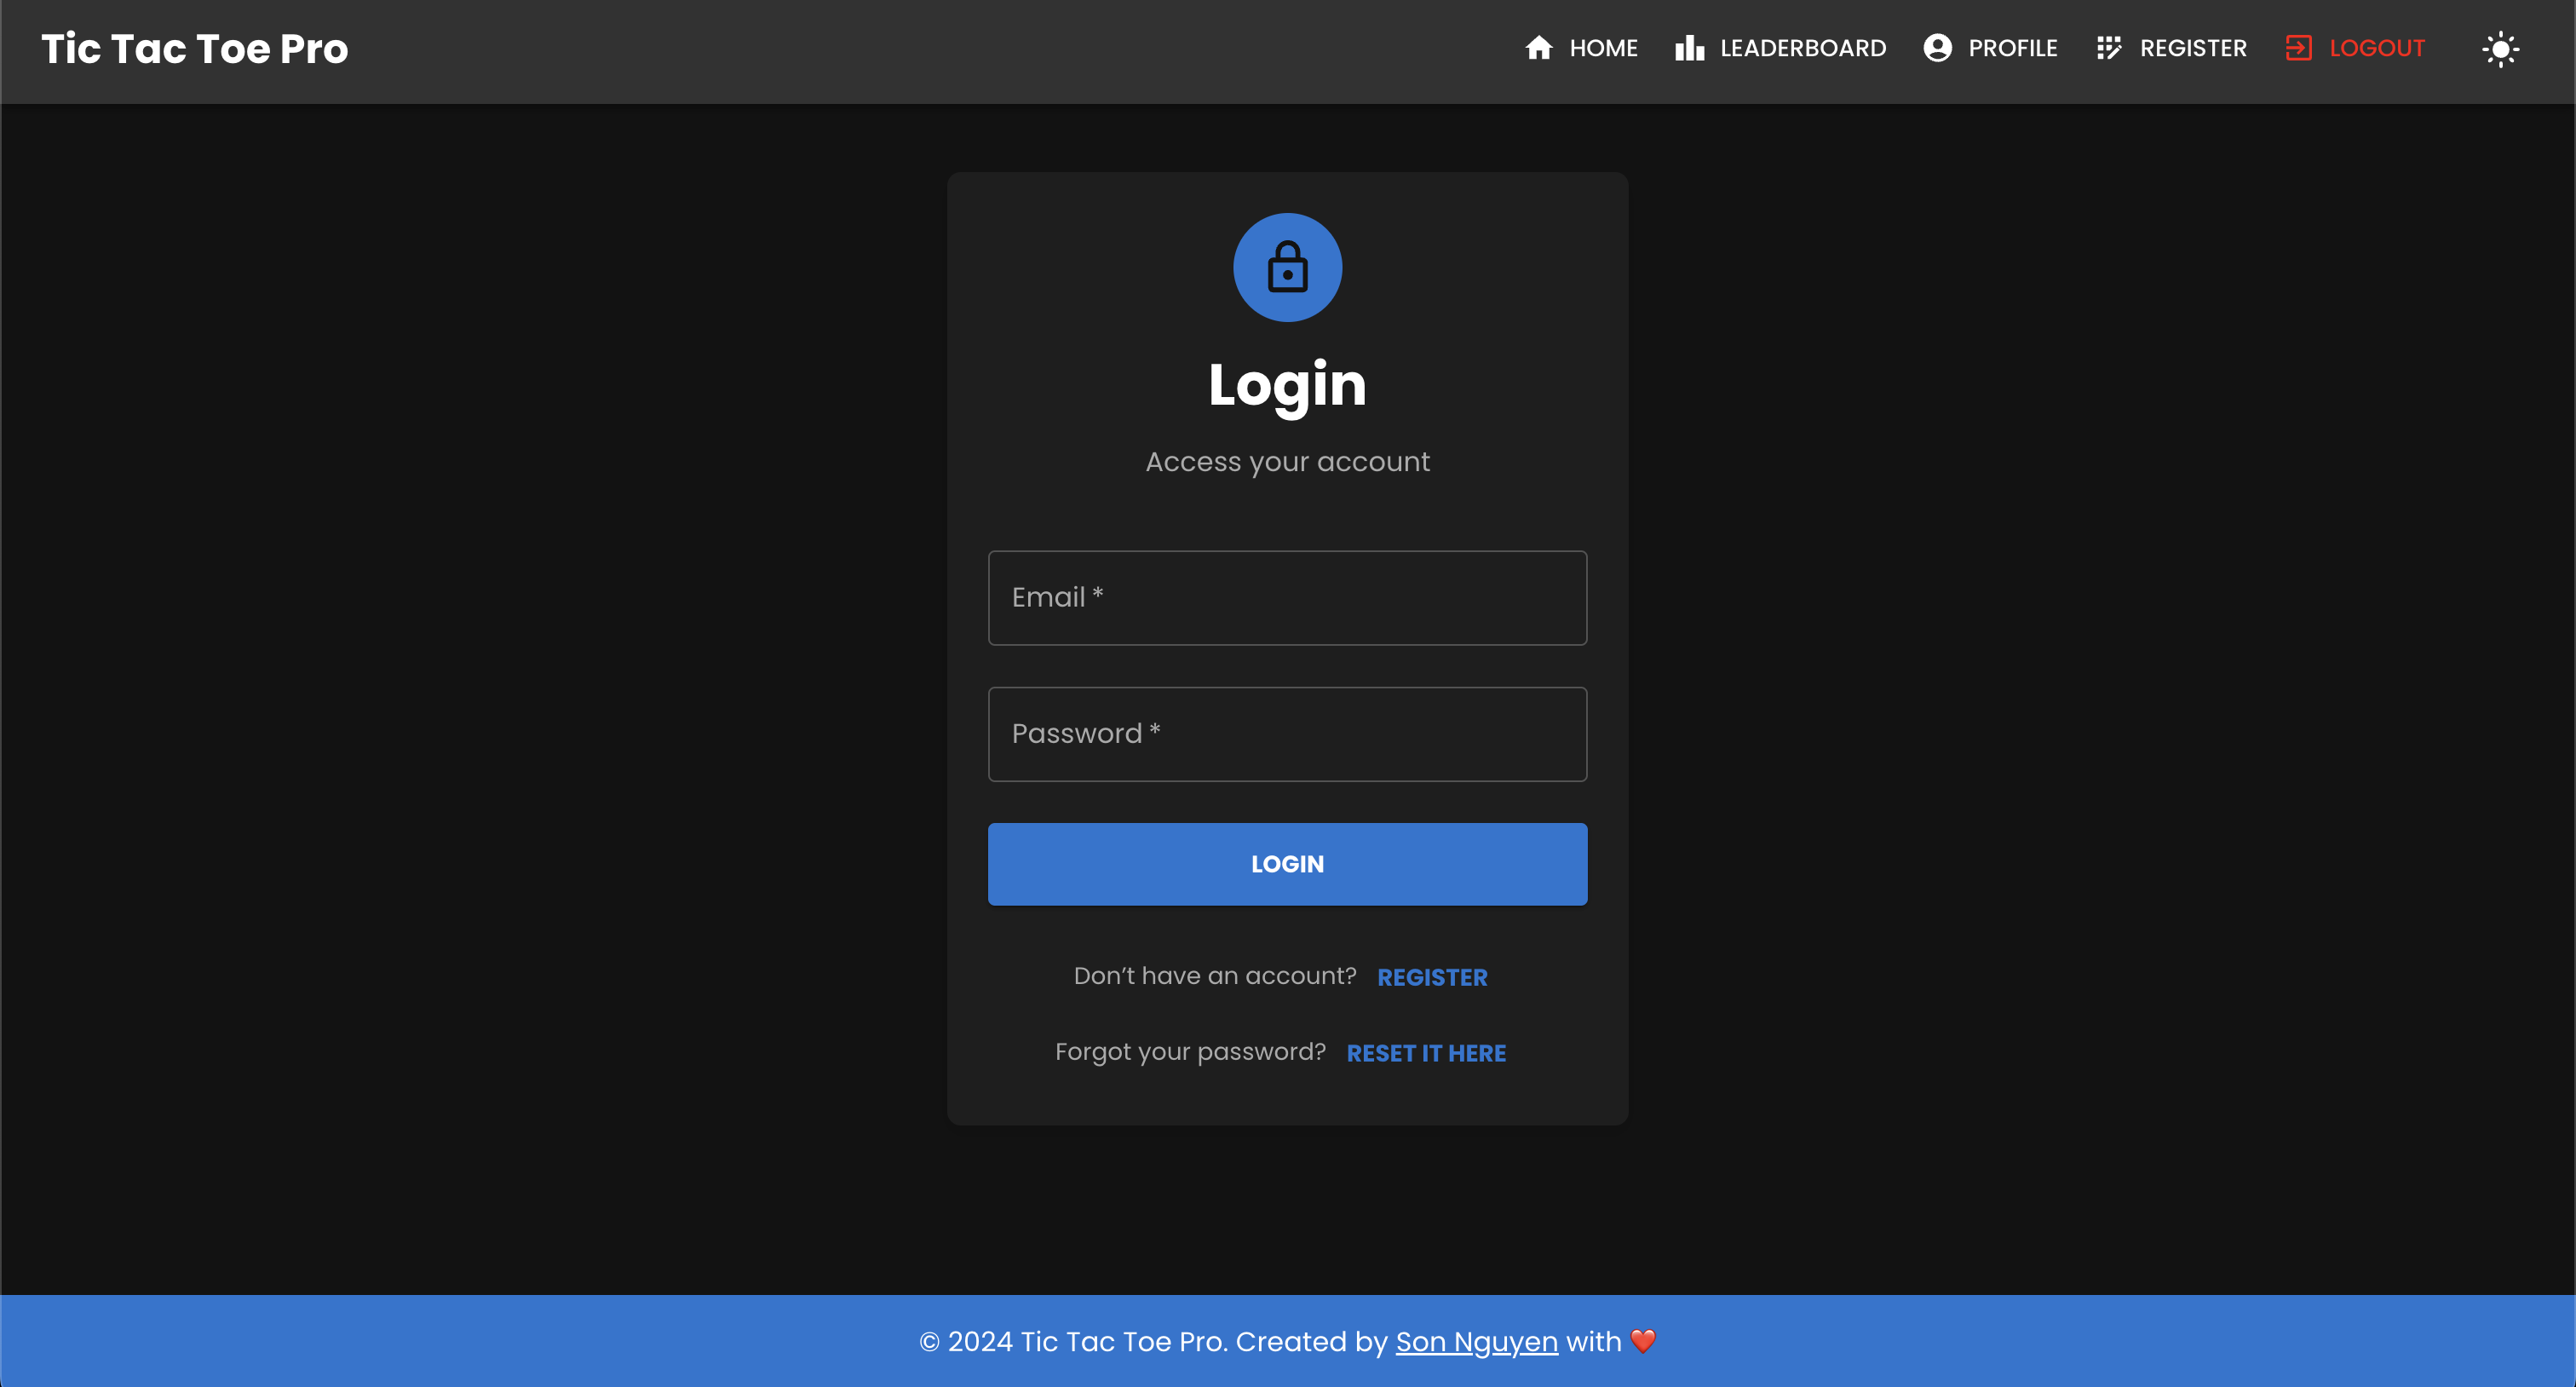 Tic Tac Toe Pro
HOME LEADERBOARD PROFILE REGISTER LOGOUT
Login
Access your account
Email *
Password *
LOGIN
Don’t have an account? REGISTER
Forgot your password? RESET IT HERE
© 2024 Tic Tac Toe Pro. Created by Son Nguyen with ❤️